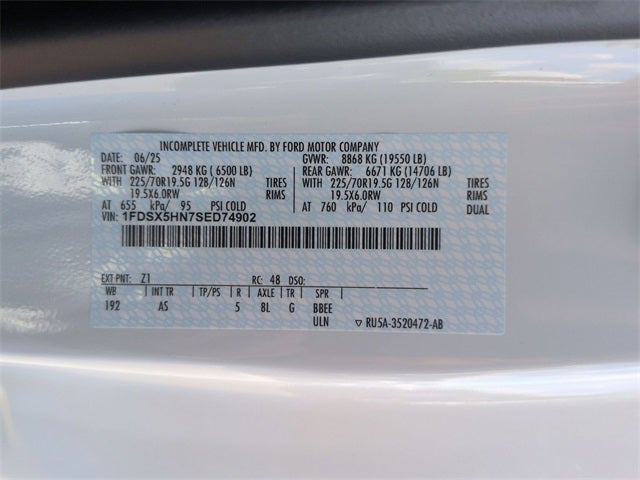 INCOMPLETE VEHICLE MFD. BY FORD MOTOR COMPANY
DATE: 06/25 GVWR: 8868 KG (19550 LB)
FRONT GAWR: 2948 KG ( 6500 LB) REAR GAWR: 6671 KG (14706 LB)
WITH 225/70R19.5G 128/126N TIRES WITH 225/70R19.5G 128/126N TIRES
19.5X6.0RW RIMS 19.5X6.0RW RIMS
AT 655 kPa/ 95 PSI COLD AT 760 kPa/ 110 PSI COLD DUAL
VIN: 1FDSX5HN7SED74902
EXT PNT: Z1 RC: 48 DSO:
WB INT TR TP/PS R AXLE TR SPR
192 AS 5 8L G BBEE
ULN ▽ RU5A-3520472-AB